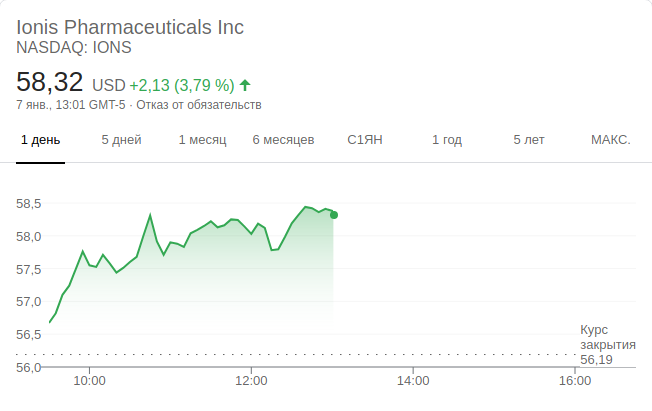 Ionis Pharmaceuticals Inc
NASDAQ: IONS
58,32 USD +2,13 (3,79 %)
7 янв., 13:01 GMT-5 · Отказ от обязательств
1 день 5 дней 1 месяц 6 месяцев С1ЯН 1 год 5 лет МАКС.
58,5
58,0
57,5
57,0
56,5
56,0
Курс
закрытия
56,19
10:00 12:00 14:00 16:00